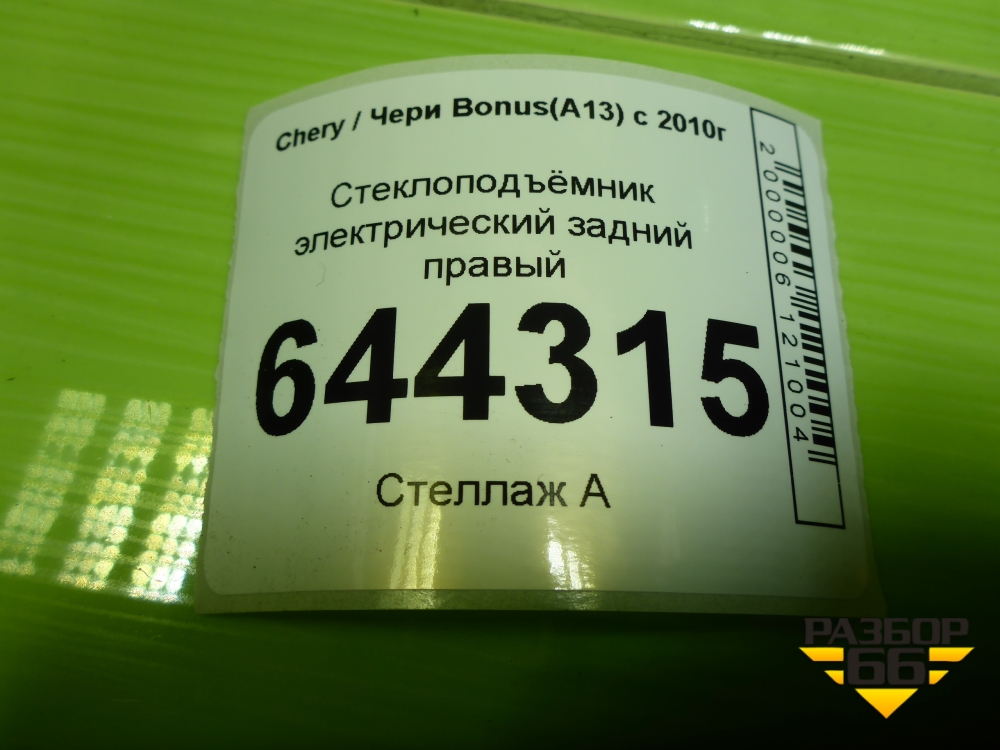 Chery / Чери Bonus(A13) с 2010г
Стеклоподъёмник
электрический задний
правый
644315
Стеллаж А
2000006121004
РАЗБОР
66